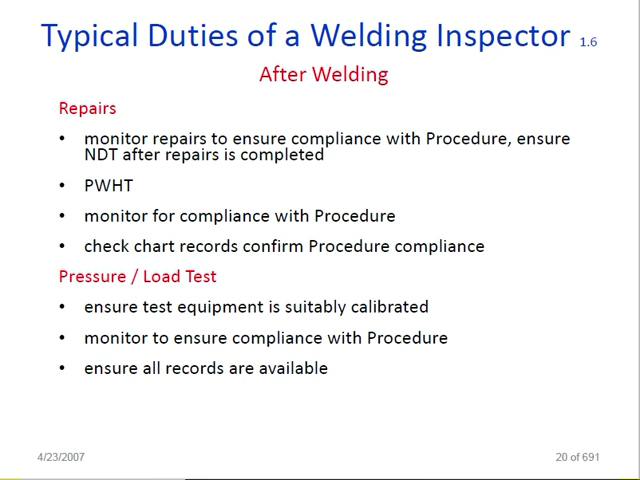 Typical Duties of a Welding Inspector 1.6
After Welding
Repairs
• monitor repairs to ensure compliance with Procedure, ensure
NDT after repairs is completed
• PWHT
• monitor for compliance with Procedure
• check chart records confirm Procedure compliance
Pressure / Load Test
• ensure test equipment is suitably calibrated
• monitor to ensure compliance with Procedure
• ensure all records are available
4/23/2007 20 of 691